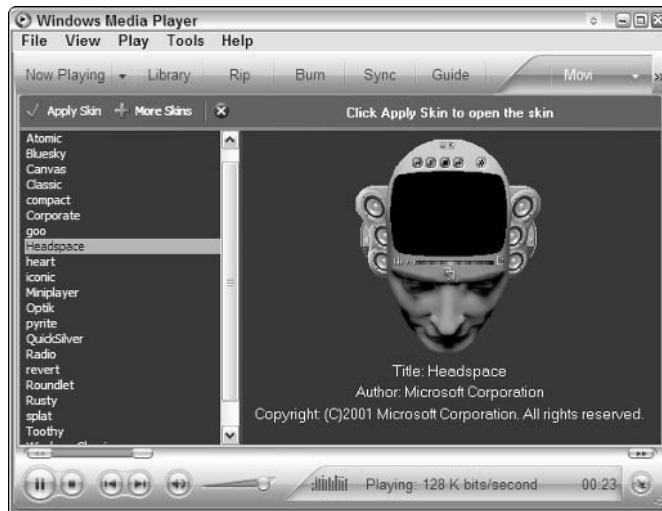 Windows Media Player
File View Play Tools Help
Now Playing Library Rip Burn Sync Guide Movi
Apply Skin More Skins Click Apply Skin to open the skin
Atomic
Bluesky
Canvas
Classic
compact
Corporate
goo
Headspace
heart
iconic
Miniplayer
Optik
pyrite
QuickSilver
Radio
revert
Roundlet
Rusty
splat
Toothy
Title: Headspace
Author: Microsoft Corporation
Copyright: (C)2001 Microsoft Corporation. All rights reserved.
Playing: 128 K bits/second 00:23